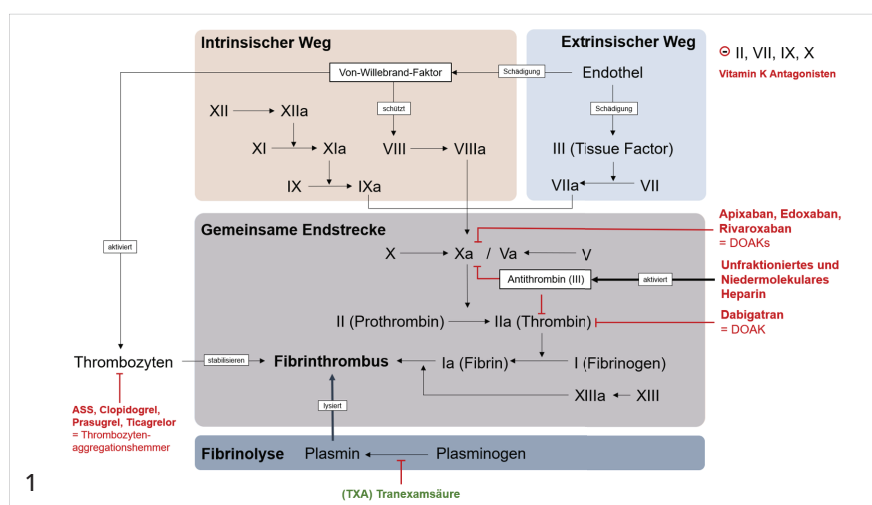 Intrinsischer Weg
Extrinsischer Weg
⊖ II, VII, IX, X
Vitamin K Antagonisten
Von-Willebrand-Faktor
Schädigung
Endothel
schützt
Schädigung
XII
XIIa
XI
XIa
VIII
VIIIa
III (Tissue Factor)
IX
IXa
VIIa
VII
Gemeinsame Endstrecke
Apixaban, Edoxaban,
Rivaroxaban
= DOAKs
aktiviert
X
Xa / Va
V
Antithrombin (III)
aktiviert
Unfraktioniertes und
Niedermolekulares
Heparin
II (Prothrombin)
IIa (Thrombin)
Dabigatran
= DOAK
Thrombozyten
stabilisieren
Fibrinthrombus
Ia (Fibrin)
I (Fibrinogen)
XIIIa
XIII
ASS, Clopidogrel,
Prasugrel, Ticagrelor
= Thrombozyten-
aggregationshemmer
lysiert
Fibrinolyse
Plasmin
Plasminogen
(TXA) Tranexamsäure
1